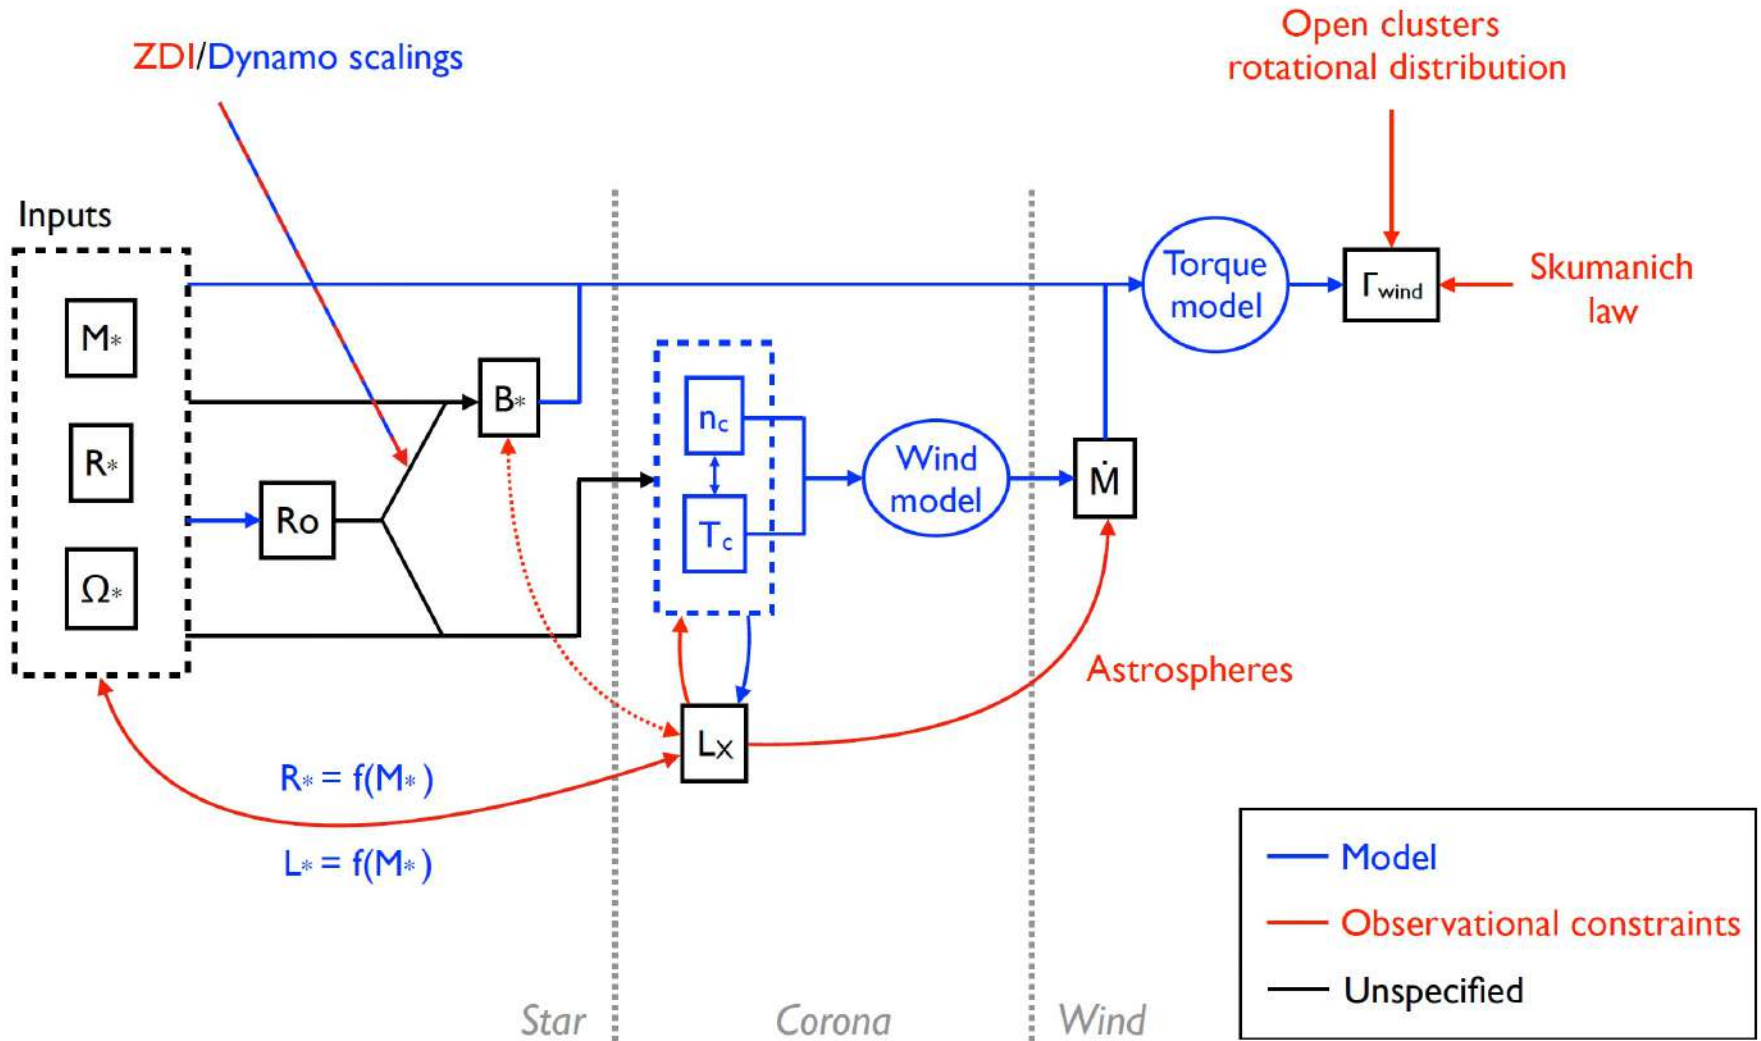 ZDI/Dynamo scalings
Open clusters
rotational distribution
Inputs
M*
R*
Ω*
Ro
B*
nc
Tc
Wind
model
Ṁ
Torque
model
Γwind
Skumanich
law
Astrospheres
LX
R* = f(M*)
L* = f(M*)
Model
Observational constraints
Unspecified
Star
Corona
Wind